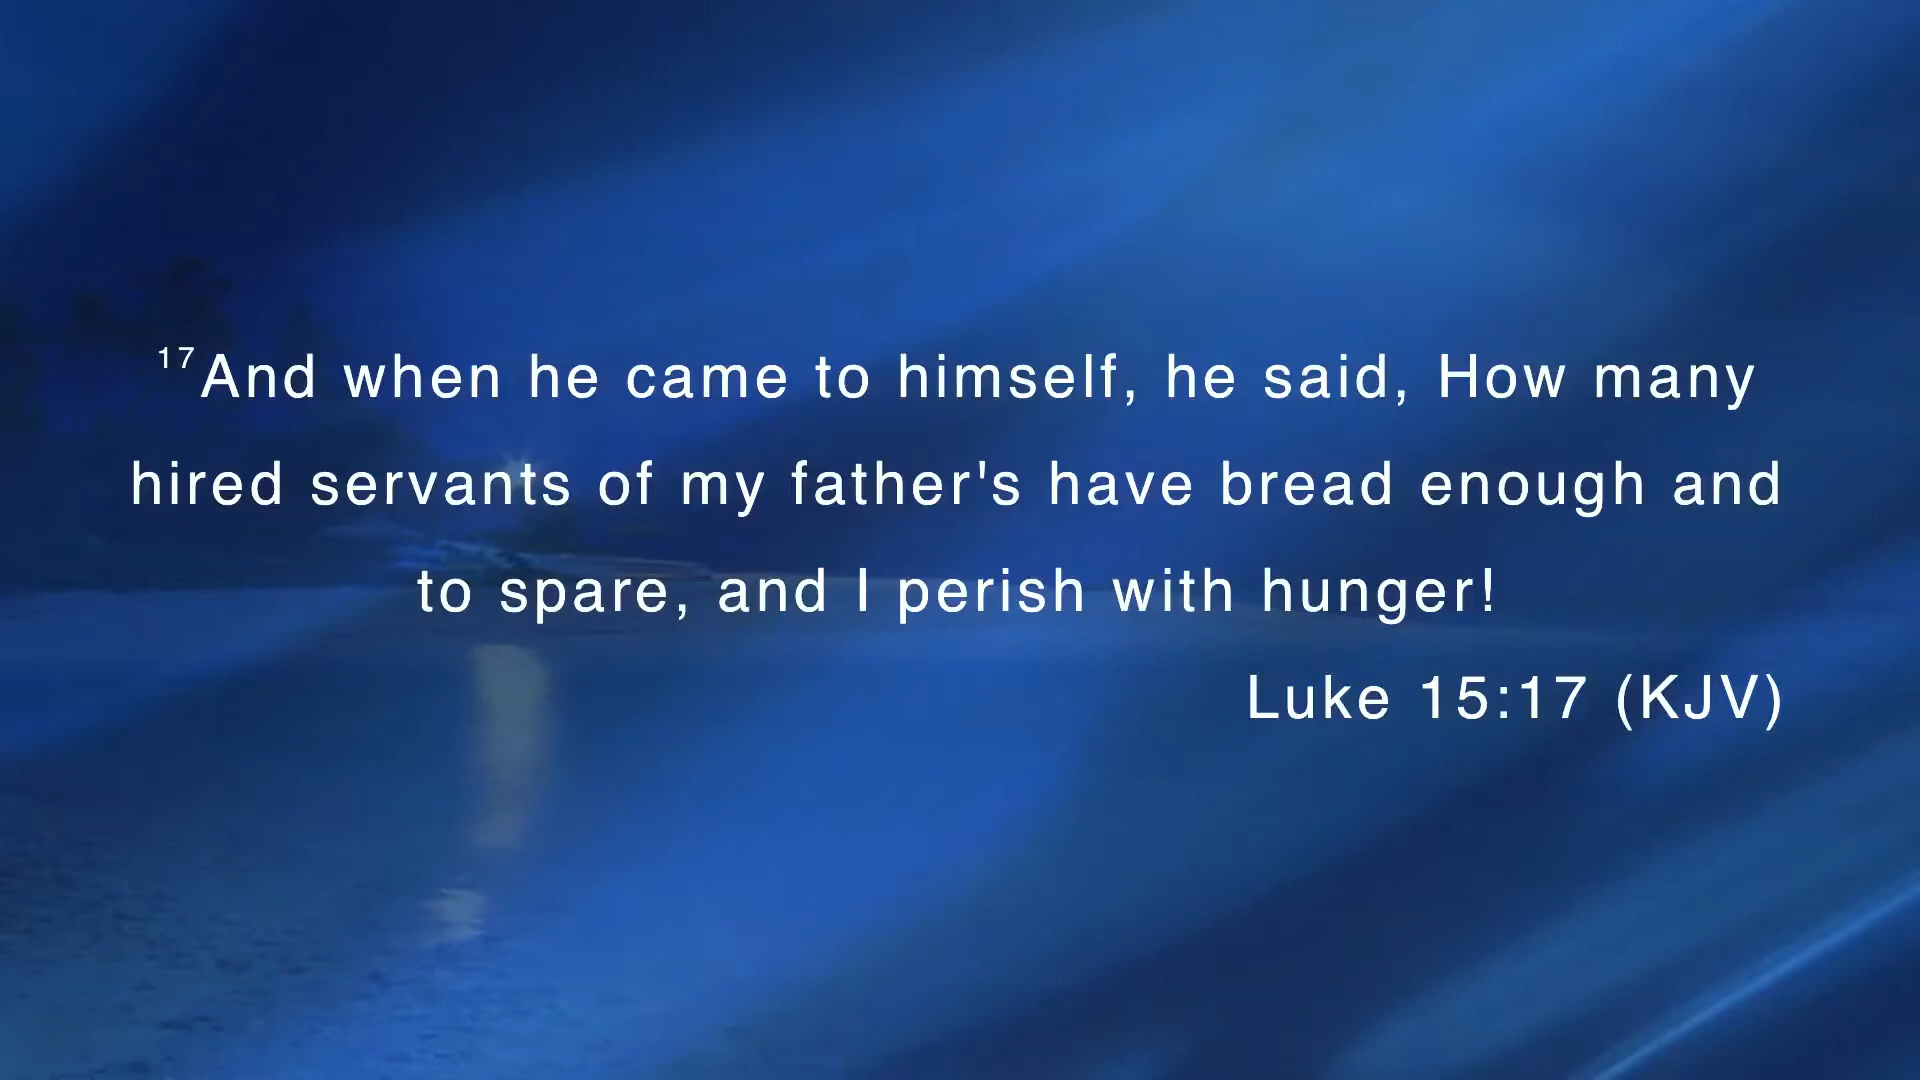 17And when he came to himself, he said, How many
hired servants of my father's have bread enough and
to spare, and I perish with hunger!
Luke 15:17 (KJV)